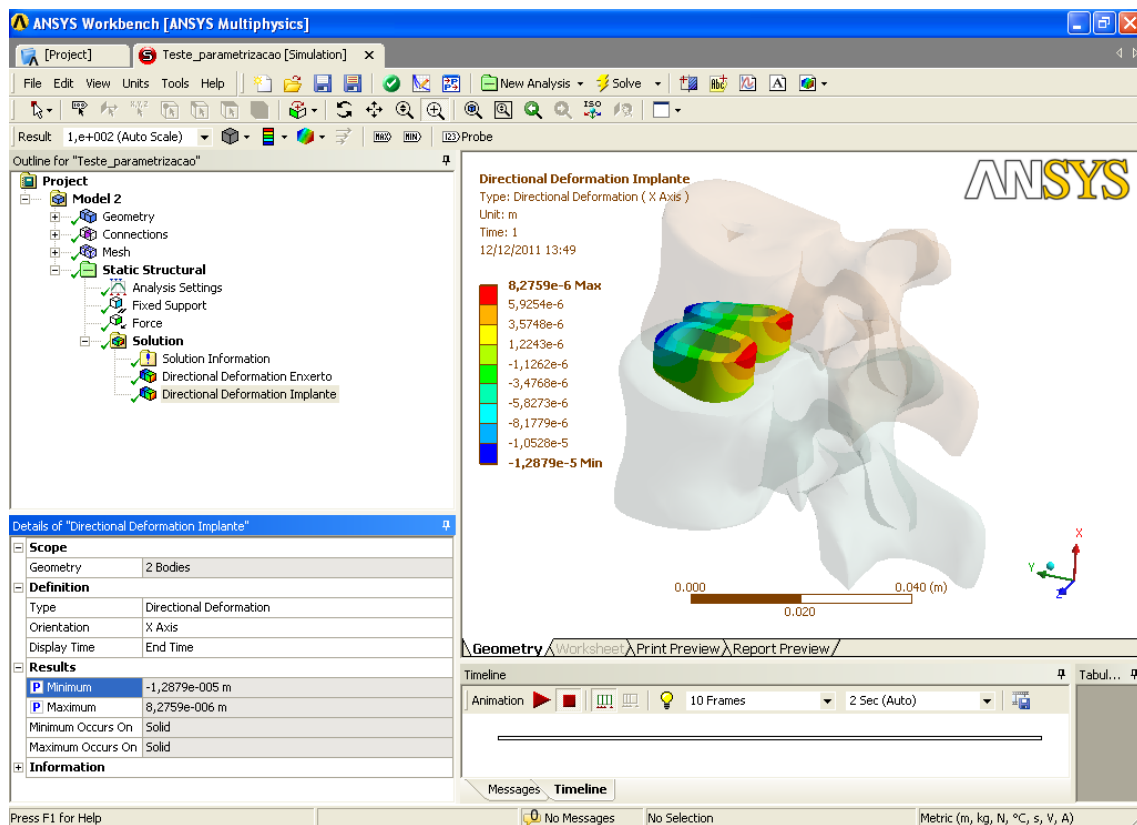 ANSYS Workbench [ANSYS Multiphysics]
[Project]
Teste_parametrizacao [Simulation]
File Edit View Units Tools Help
New Analysis
Solve
Abc
A
ISO
Result 1,e+002 (Auto Scale)
MAX
MIN
123
Probe
Outline for "Teste_parametrizacao"
Project
Model 2
Geometry
Connections
Mesh
Static Structural
Analysis Settings
Fixed Support
Force
Solution
Solution Information
Directional Deformation Enxerto
Directional Deformation Implante
Details of "Directional Deformation Implante"
Scope
Geometry 2 Bodies
Definition
Type Directional Deformation
Orientation X Axis
Display Time End Time
Results
P Minimum -1,2879e-005 m
P Maximum 8,2759e-006 m
Minimum Occurs On Solid
Maximum Occurs On Solid
Information
Directional Deformation Implante
Type: Directional Deformation ( X Axis )
Unit: m
Time: 1
12/12/2011 13:49
ANSYS
8,2759e-6 Max
5,9254e-6
3,5748e-6
1,2243e-6
-1,1262e-6
-3,4768e-6
-5,8273e-6
-8,1779e-6
-1,0528e-5
-1,2879e-5 Min
X
Y
Z
0.000
0.040 (m)
0.020
Geometry Worksheet Print Preview Report Preview
Timeline
Tabul...
Animation
10 Frames
2 Sec (Auto)
Messages Timeline
Press F1 for Help
0 No Messages
No Selection
Metric (m, kg, N, °C, s, V, A)